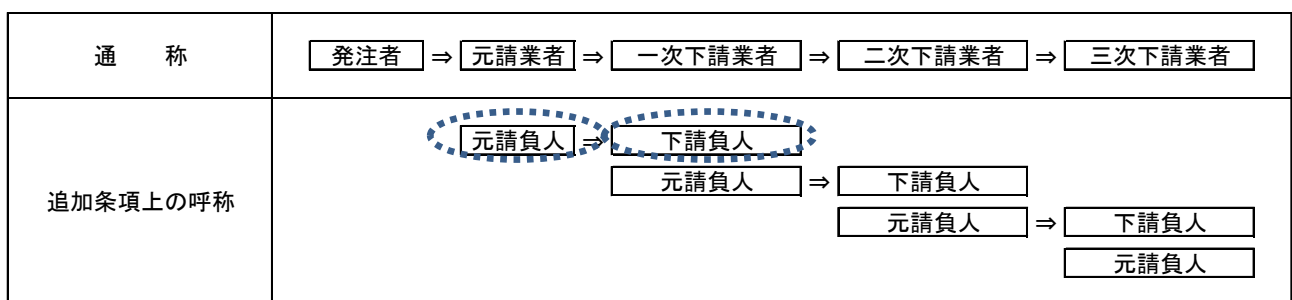 通　称
発注者 ⇒ 元請業者 ⇒ 一次下請業者 ⇒ 二次下請業者 ⇒ 三次下請業者
追加条項上の呼称
元請負人 ⇒ 下請負人
元請負人 ⇒ 下請負人
元請負人 ⇒ 下請負人
元請負人